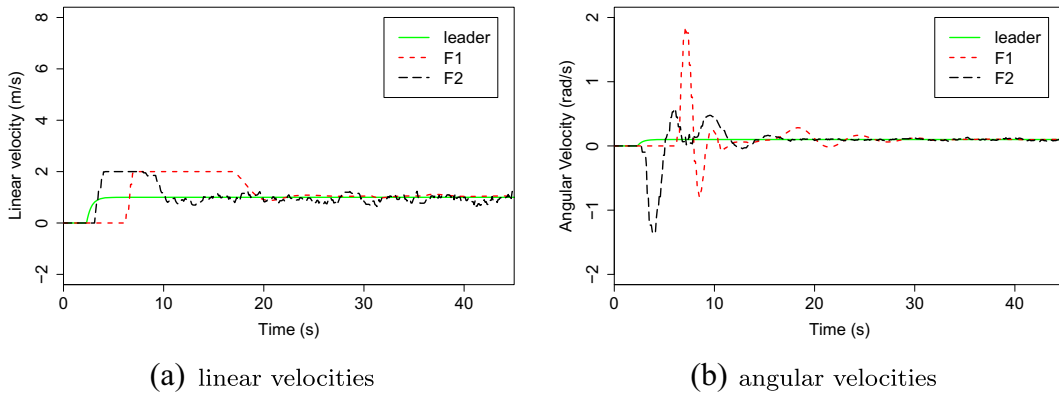 8
6
4
2
0
−2
Linear velocity (m/s)
leader
F1
F2
0 10 20 30 40
Time (s)
(a) linear velocities
2
1
0
−1
−2
Angular Velocity (rad/s)
leader
F1
F2
0 10 20 30 40
Time (s)
(b) angular velocities